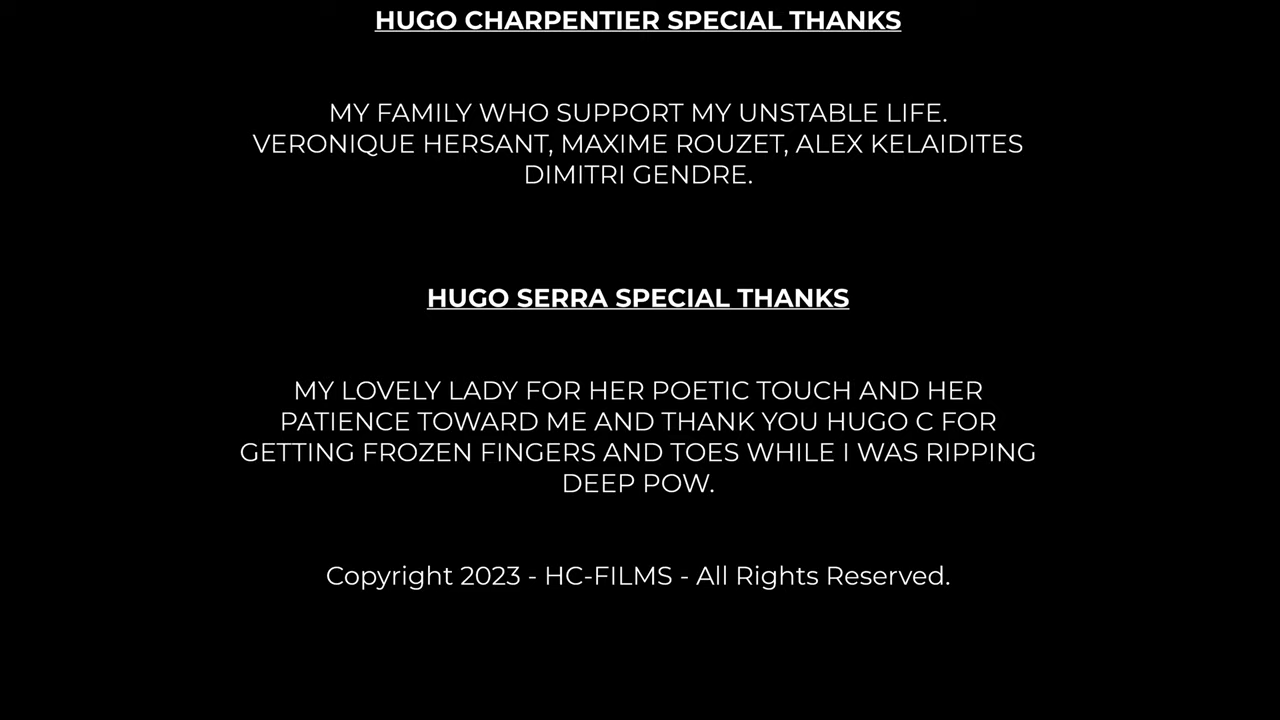 HUGO CHARPENTIER SPECIAL THANKS
MY FAMILY WHO SUPPORT MY UNSTABLE LIFE.
VERONIQUE HERSANT, MAXIME ROUZET, ALEX KELAIDITES
DIMITRI GENDRE.
HUGO SERRA SPECIAL THANKS
MY LOVELY LADY FOR HER POETIC TOUCH AND HER
PATIENCE TOWARD ME AND THANK YOU HUGO C FOR
GETTING FROZEN FINGERS AND TOES WHILE I WAS RIPPING
DEEP POW.
Copyright 2023 - HC-FILMS - All Rights Reserved.